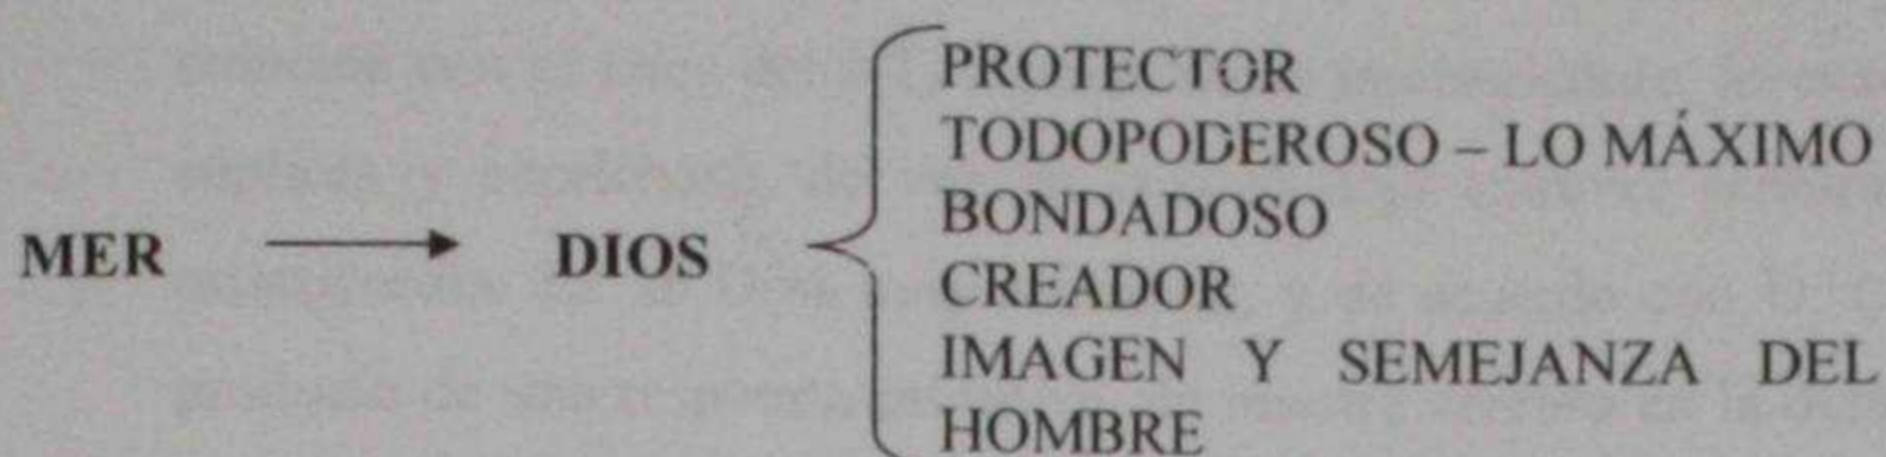 PROTECTOR
TODOPODEROSO – LO MÁXIMO
BONDADOSO
MER → DIOS
CREADOR
IMAGEN Y SEMEJANZA DEL
HOMBRE